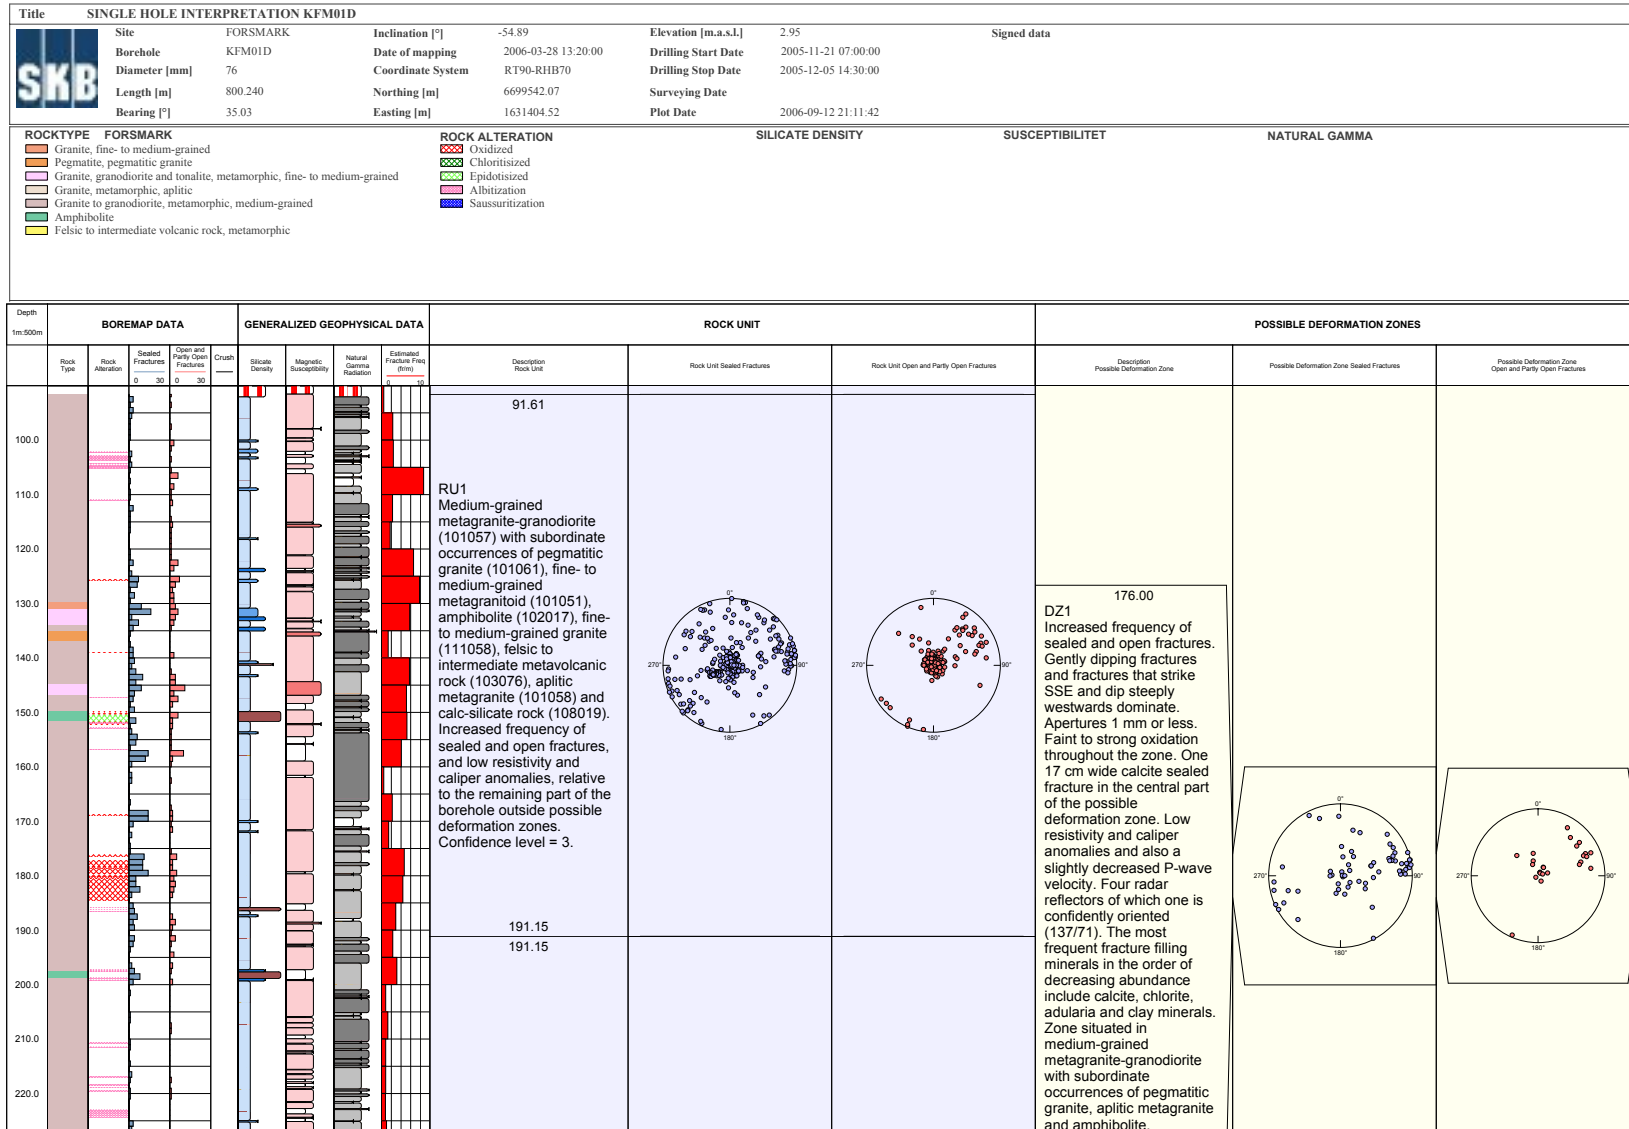 Title SINGLE HOLE INTERPRETATION KFM01D
SKB
Site FORSMARK Inclination [°] -54.89 Elevation [m.a.s.l.] 2.95 Signed data
Borehole KFM01D Date of mapping 2006-03-28 13:20:00 Drilling Start Date 2005-11-21 07:00:00
Diameter [mm] 76 Coordinate System RT90-RHB70 Drilling Stop Date 2005-12-05 14:30:00
Length [m] 800.240 Northing [m] 6699542.07 Surveying Date
Bearing [°] 35.03 Easting [m] 1631404.52 Plot Date 2006-09-12 21:11:42
ROCKTYPE FORSMARK
Granite, fine- to medium-grained
Pegmatite, pegmatitic granite
Granite, granodiorite and tonalite, metamorphic, fine- to medium-grained
Granite, metamorphic, aplitic
Granite to granodiorite, metamorphic, medium-grained
Amphibolite
Felsic to intermediate volcanic rock, metamorphic
ROCK ALTERATION
Oxidized
Chloritisized
Epidotisized
Albitization
Saussuritization
SILICATE DENSITY
SUSCEPTIBILITET
NATURAL GAMMA
Depth
1m:500m
BOREMAP DATA
GENERALIZED GEOPHYSICAL DATA
ROCK UNIT
POSSIBLE DEFORMATION ZONES
Rock
Type
Rock
Alteration
Sealed
Fractures
0 30
Open and
Partly Open
Fractures
0 30
Crush
Silicate
Density
Magnetic
Susceptibility
Natural
Gamma
Radiation
Estimated
Fracture Freq
(fr/m)
0 10
Description
Rock Unit
Rock Unit Sealed Fractures
Rock Unit Open and Partly Open Fractures
Description
Possible Deformation Zone
Possible Deformation Zone Sealed Fractures
Possible Deformation Zone
Open and Partly Open Fractures
100.0
110.0
120.0
130.0
140.0
150.0
160.0
170.0
180.0
190.0
200.0
210.0
220.0
91.61
RU1
Medium-grained
metagranite-granodiorite
(101057) with subordinate
occurrences of pegmatitic
granite (101061), fine- to
medium-grained
metagranitoid (101051),
amphibolite (102017), fine-
to medium-grained granite
(111058), felsic to
intermediate metavolcanic
rock (103076), aplitic
metagranite (101058) and
calc-silicate rock (108019).
Increased frequency of
sealed and open fractures,
and low resistivity and
caliper anomalies, relative
to the remaining part of the
borehole outside possible
deformation zones.
Confidence level = 3.
191.15
191.15
0°
270°
90°
180°
0°
270°
90°
180°
176.00
DZ1
Increased frequency of
sealed and open fractures.
Gently dipping fractures
and fractures that strike
SSE and dip steeply
westwards dominate.
Apertures 1 mm or less.
Faint to strong oxidation
throughout the zone. One
17 cm wide calcite sealed
fracture in the central part
of the possible
deformation zone. Low
resistivity and caliper
anomalies and also a
slightly decreased P-wave
velocity. Four radar
reflectors of which one is
confidently oriented
(137/71). The most
frequent fracture filling
minerals in the order of
decreasing abundance
include calcite, chlorite,
adularia and clay minerals.
Zone situated in
medium-grained
metagranite-granodiorite
with subordinate
occurrences of pegmatitic
granite, aplitic metagranite
and amphibolite.
0°
270°
90°
180°
0°
270°
90°
180°